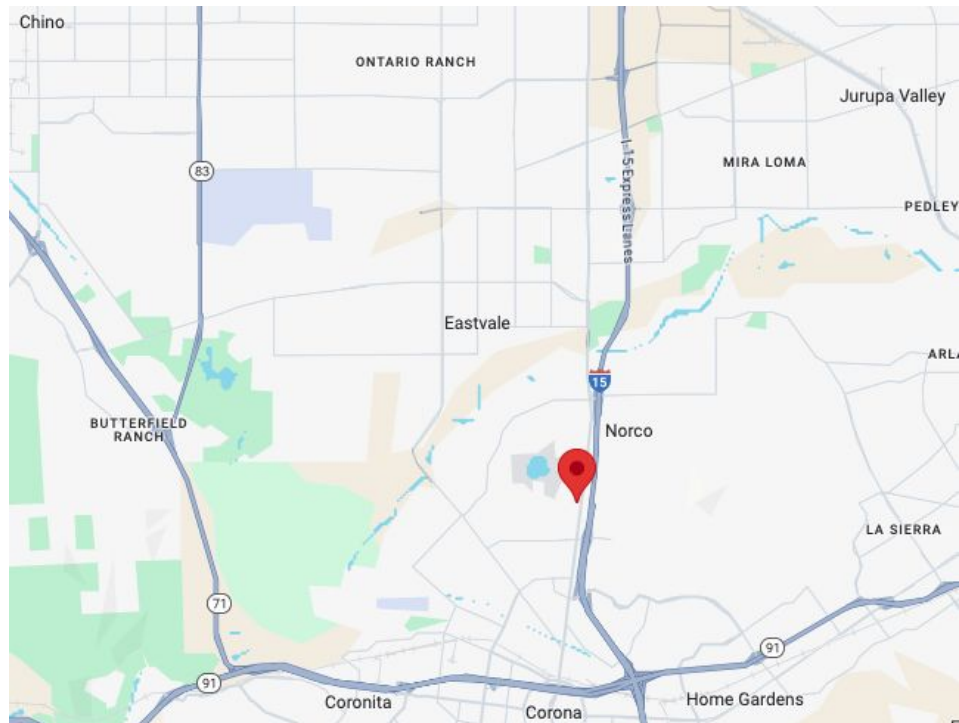 Chino
ONTARIO RANCH
Jurupa Valley
83
I-15 Express Lanes
MIRA LOMA
PEDLEY
Eastvale
ARLA
15
BUTTERFIELD
RANCH
Norco
LA SIERRA
71
91
91
Coronita
Corona
Home Gardens